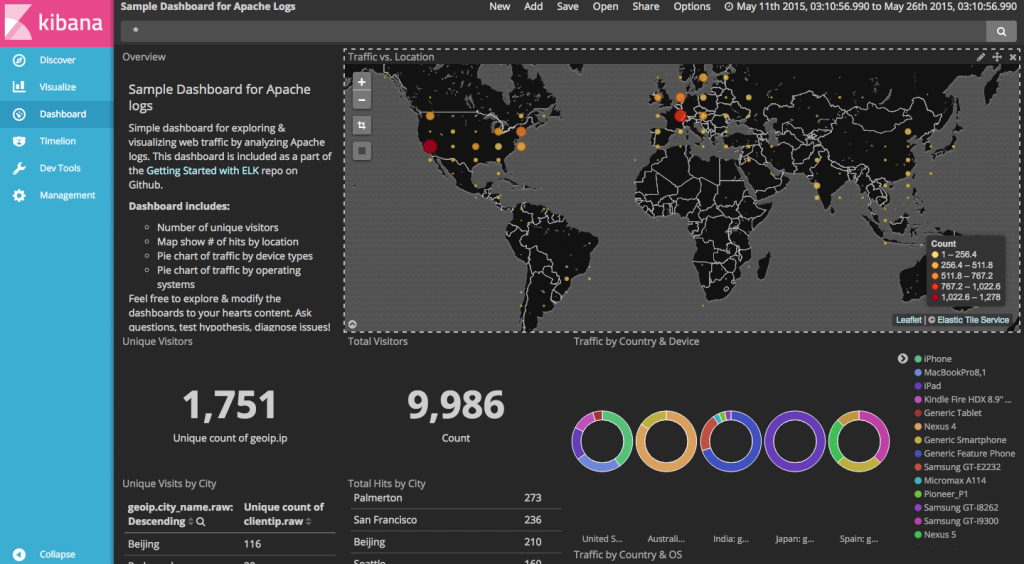 kibana
Discover
Visualize
Dashboard
Timelion
Dev Tools
Management
Collapse
Sample Dashboard for Apache Logs
New Add Save Open Share Options May 11th 2015, 03:10:56.990 to May 26th 2015, 03:10:56.990
*
Overview
Sample Dashboard for Apache
logs
Simple dashboard for exploring &
visualizing web traffic by analyzing Apache
logs. This dashboard is included as a part of
the Getting Started with ELK repo on
Github.
Dashboard includes:
Number of unique visitors
Map show # of hits by location
Pie chart of traffic by device types
Pie chart of traffic by operating
systems
Feel free to explore & modify the
dashboards to your hearts content. Ask
questions, test hypothesis, diagnose issues!
Traffic vs. Location
+
−
Count
1 – 256.4
256.4 – 511.8
511.8 – 767.2
767.2 – 1,022.6
1,022.6 – 1,278
Leaflet | © Elastic Tile Service
Unique Visitors
1,751
Unique count of geoip.ip
Total Visitors
9,986
Count
Traffic by Country & Device
United S...
Australi...
India: g...
Japan: g...
Spain: g...
iPhone
MacBookPro8,1
iPad
Kindle Fire HDX 8.9" ...
Generic Tablet
Nexus 4
Generic Smartphone
Generic Feature Phone
Samsung GT-E2232
Micromax A114
Pioneer_P1
Samsung GT-I8262
Samsung GT-I9300
Nexus 5
Unique Visits by City
geoip.city_name.raw: Unique count of
Descending clientip.raw
Beijing 116
Total Hits by City
Palmerton 273
San Francisco 236
Beijing 210
Seattle 160
Traffic by Country & OS